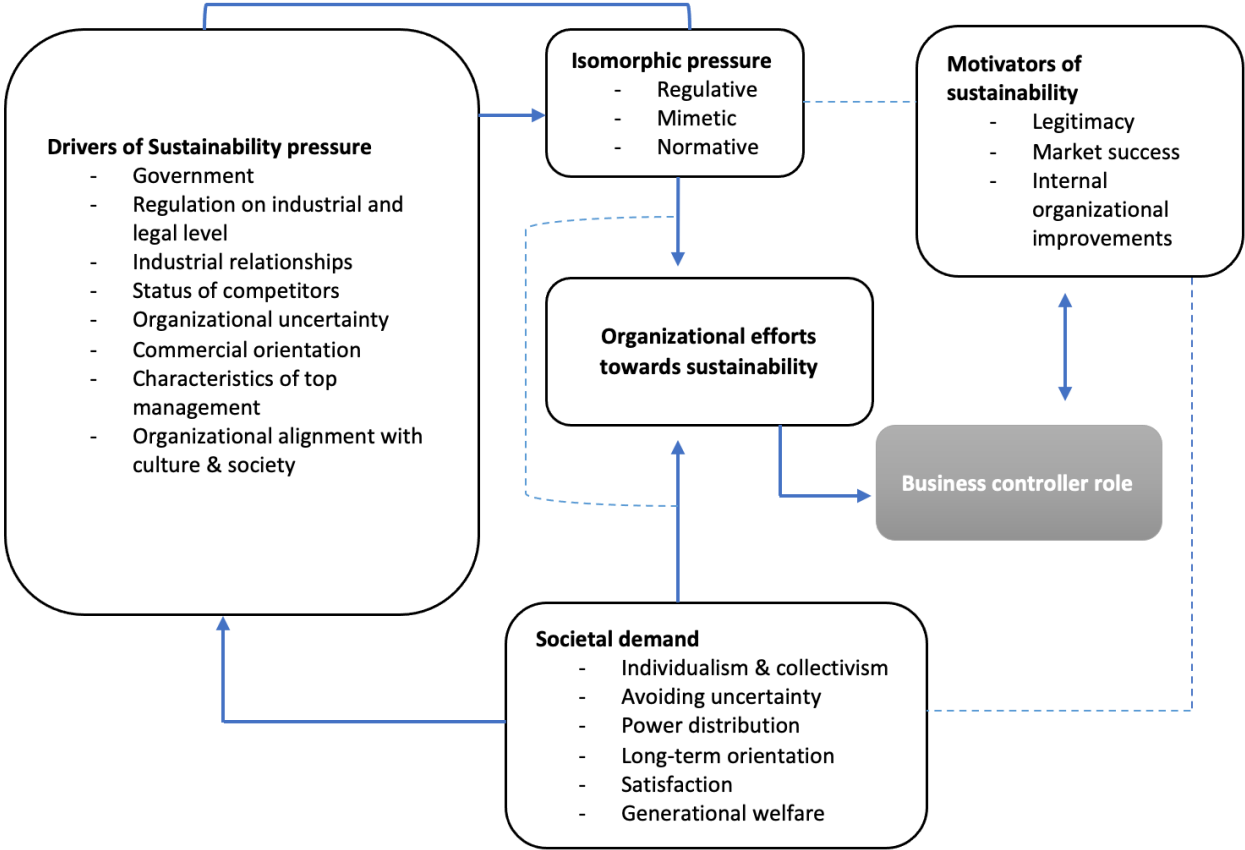 Drivers of Sustainability pressure
- Government
- Regulation on industrial and
legal level
- Industrial relationships
- Status of competitors
- Organizational uncertainty
- Commercial orientation
- Characteristics of top
management
- Organizational alignment with
culture & society
Isomorphic pressure
- Regulative
- Mimetic
- Normative
Motivators of
sustainability
- Legitimacy
- Market success
- Internal
organizational
improvements
Organizational efforts
towards sustainability
Business controller role
Societal demand
- Individualism & collectivism
- Avoiding uncertainty
- Power distribution
- Long-term orientation
- Satisfaction
- Generational welfare